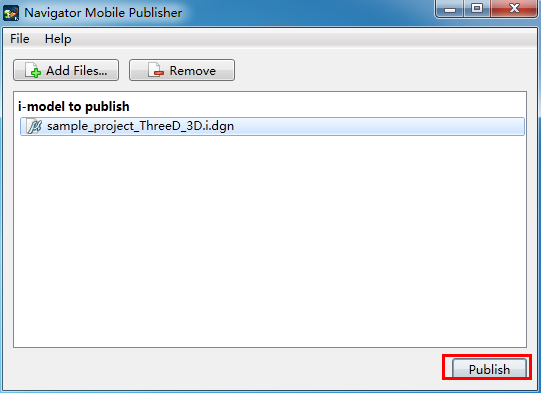 Navigator Mobile Publisher
File Help
Add Files... Remove
i-model to publish
sample_project_ThreeD_3D.i.dgn
Publish